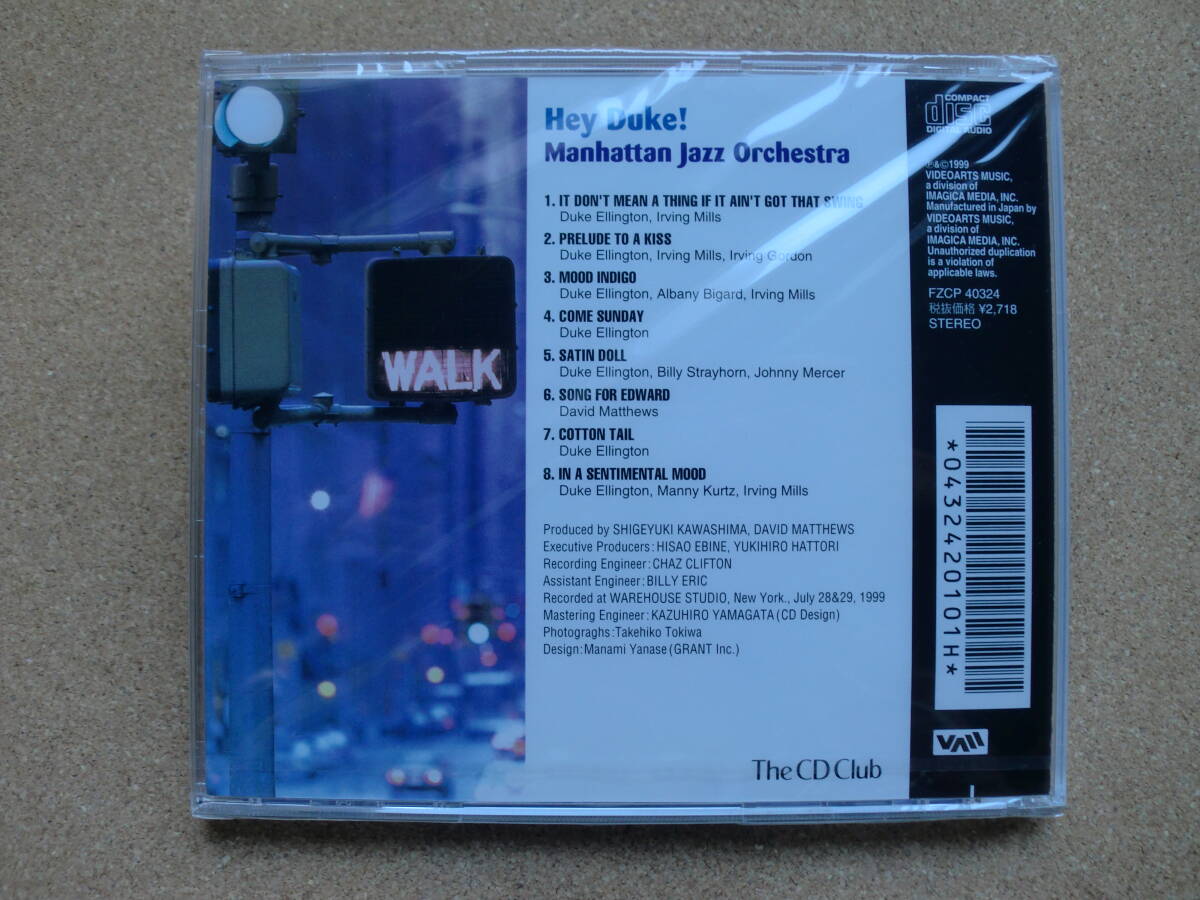 WALK
Hey Duke!
Manhattan Jazz Orchestra
1. IT DON'T MEAN A THING IF IT AIN'T GOT THAT SWING
Duke Ellington, Irving Mills
2. PRELUDE TO A KISS
Duke Ellington, Irving Mills, Irving Gordon
3. MOOD INDIGO
Duke Ellington, Albany Bigard, Irving Mills
4. COME SUNDAY
Duke Ellington
5. SATIN DOLL
Duke Ellington, Billy Strayhorn, Johnny Mercer
6. SONG FOR EDWARD
David Matthews
7. COTTON TAIL
Duke Ellington
8. IN A SENTIMENTAL MOOD
Duke Ellington, Manny Kurtz, Irving Mills
Produced by SHIGEYUKI KAWASHIMA, DAVID MATTHEWS
Executive Producers:HISAO EBINE, YUKIHIRO HATTORI
Recording Engineer:CHAZ CLIFTON
Assistant Engineer:BILLY ERIC
Recorded at WAREHOUSE STUDIO, New York., July 28&29, 1999
Mastering Engineer:KAZUHIRO YAMAGATA(CD Design)
Photograghs:Takehiko Tokiwa
Design:Manami Yanase(GRANT Inc.)
The CD Club
COMPACT
disc
DIGITAL AUDIO
℗&©1999
VIDEOARTS MUSIC,
a division of
IMAGICA MEDIA, INC.
Manufactured in Japan by
VIDEOARTS MUSIC,
a division of
IMAGICA MEDIA, INC.
Unauthorized duplication
is a violation of
applicable laws.
FZCP 40324
税抜価格 ¥2,718
STEREO
*0432420101H*
VAI